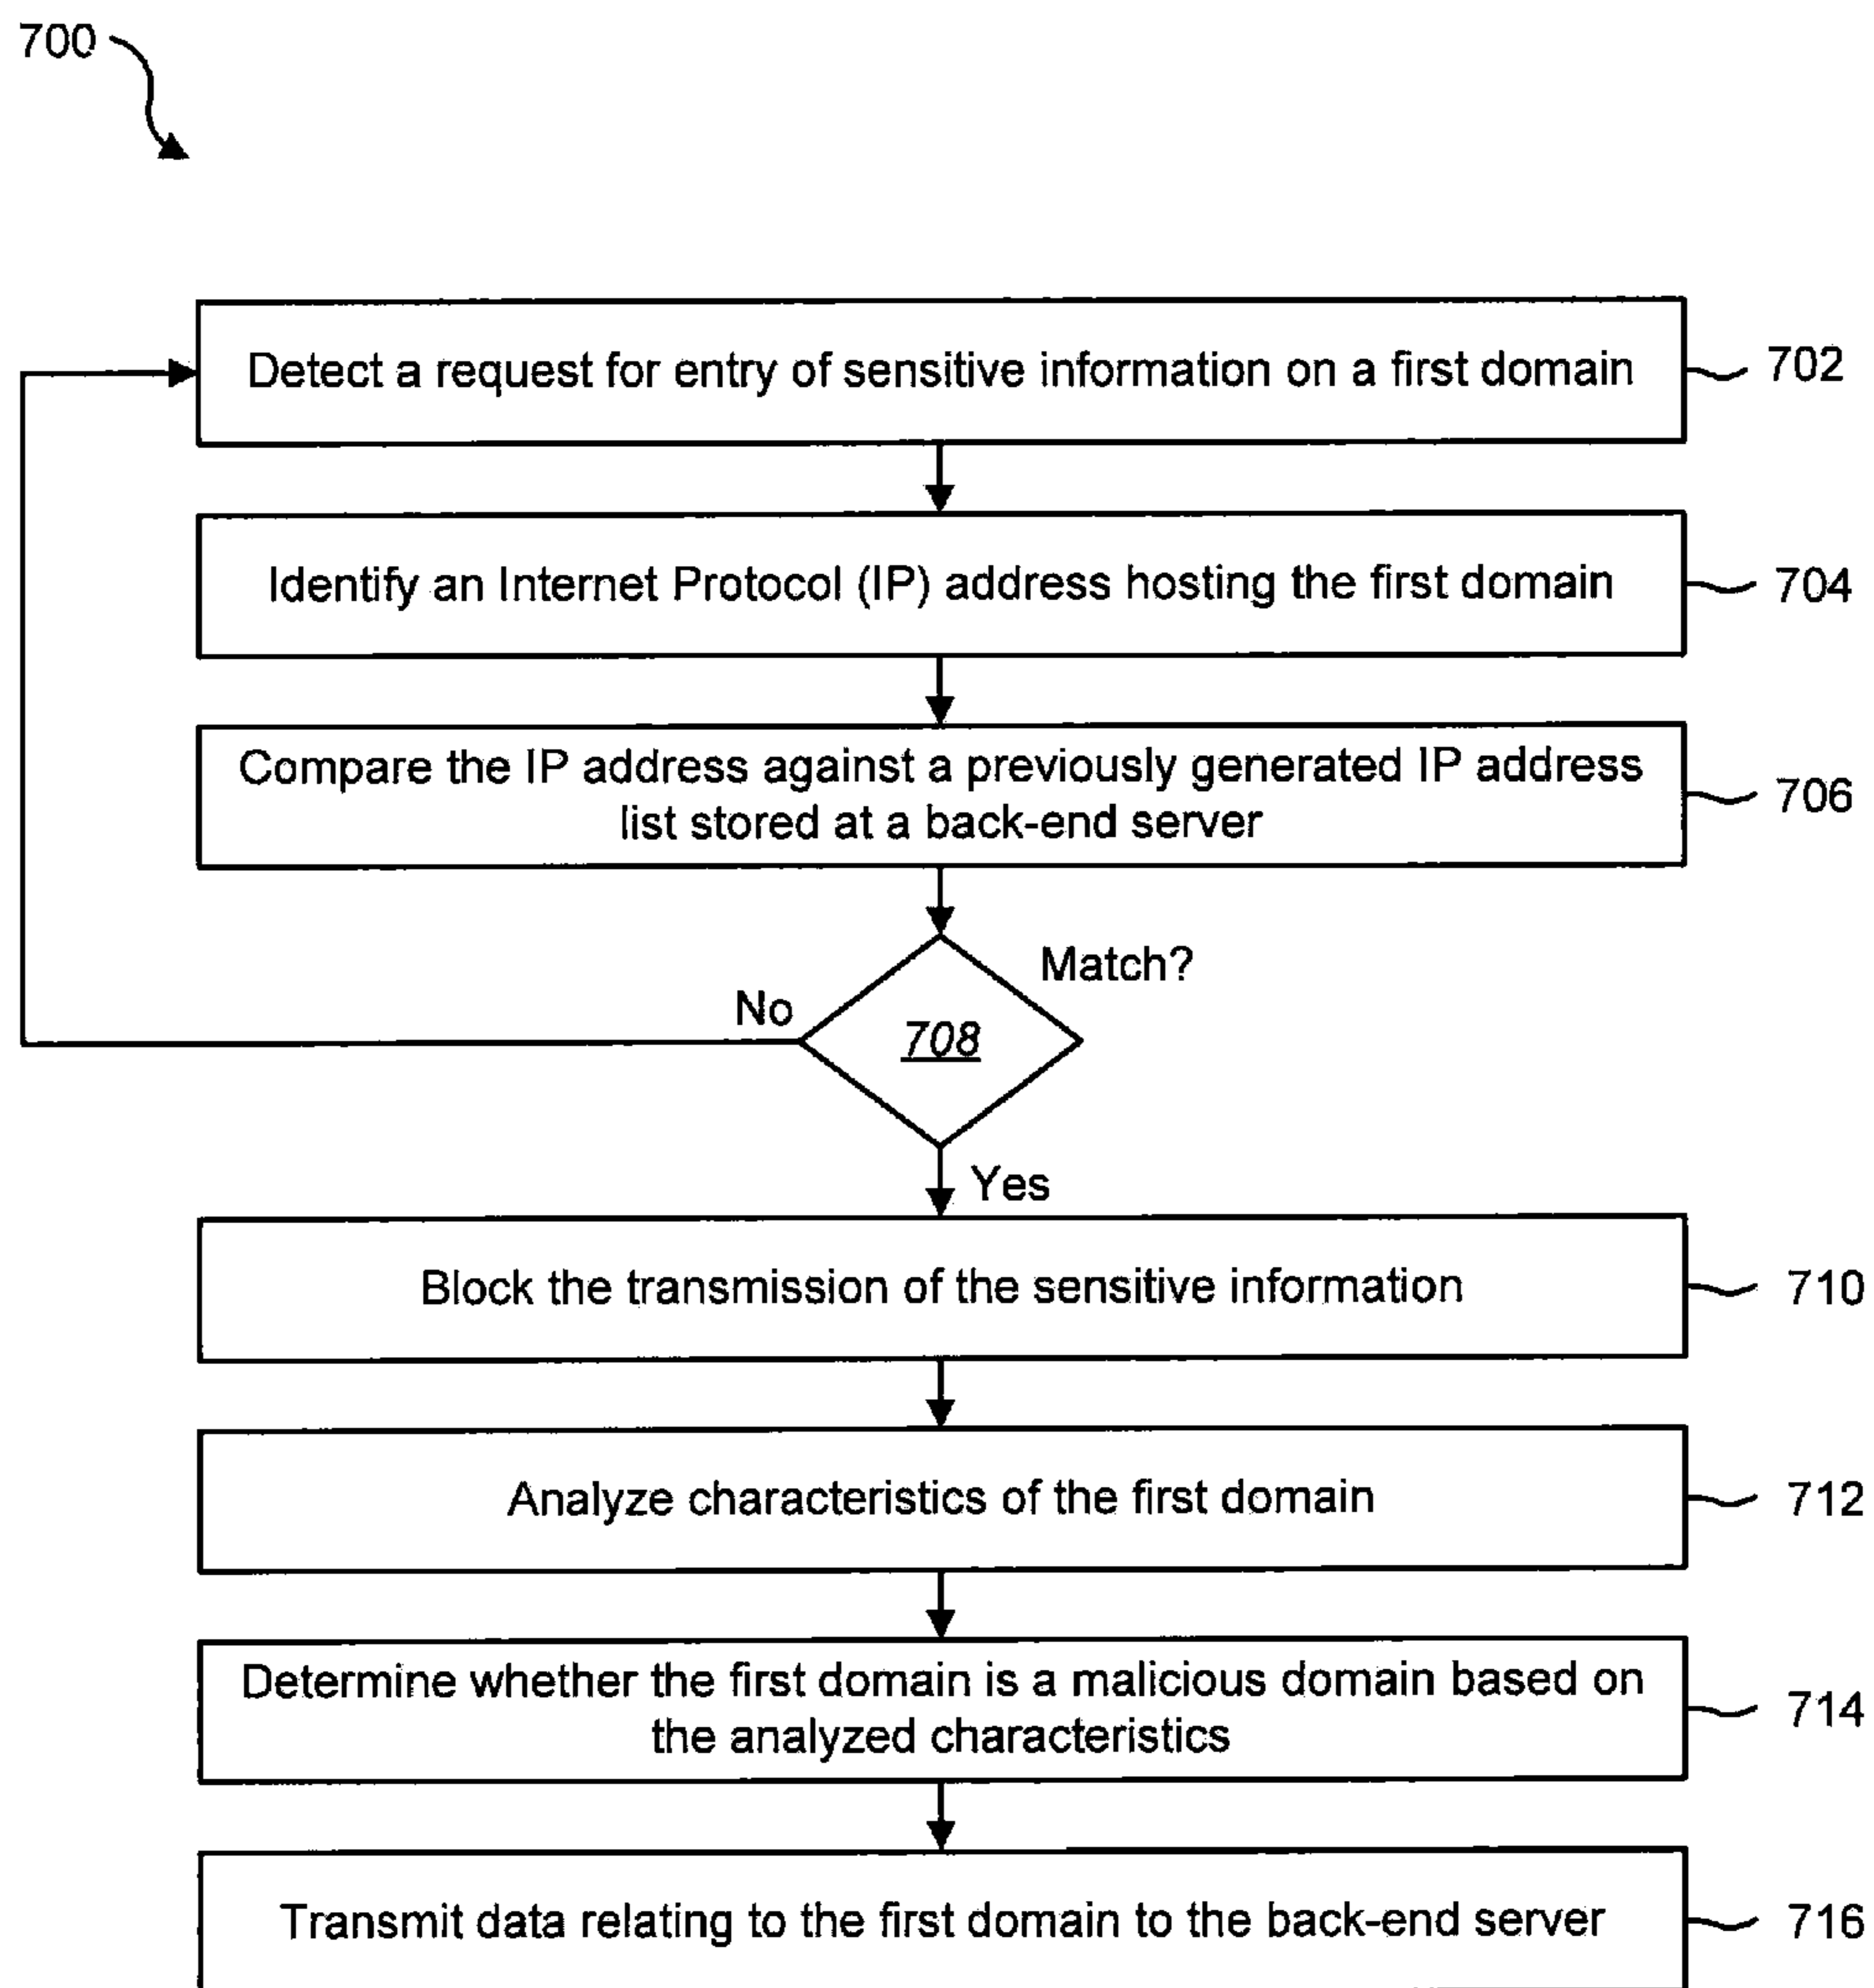 700
Detect a request for entry of sensitive information on a first domain
702
Identify an Internet Protocol (IP) address hosting the first domain
704
Compare the IP address against a previously generated IP address
list stored at a back-end server
706
Match?
No
708
Yes
Block the transmission of the sensitive information
710
Analyze characteristics of the first domain
712
Determine whether the first domain is a malicious domain based on
the analyzed characteristics
714
Transmit data relating to the first domain to the back-end server
716